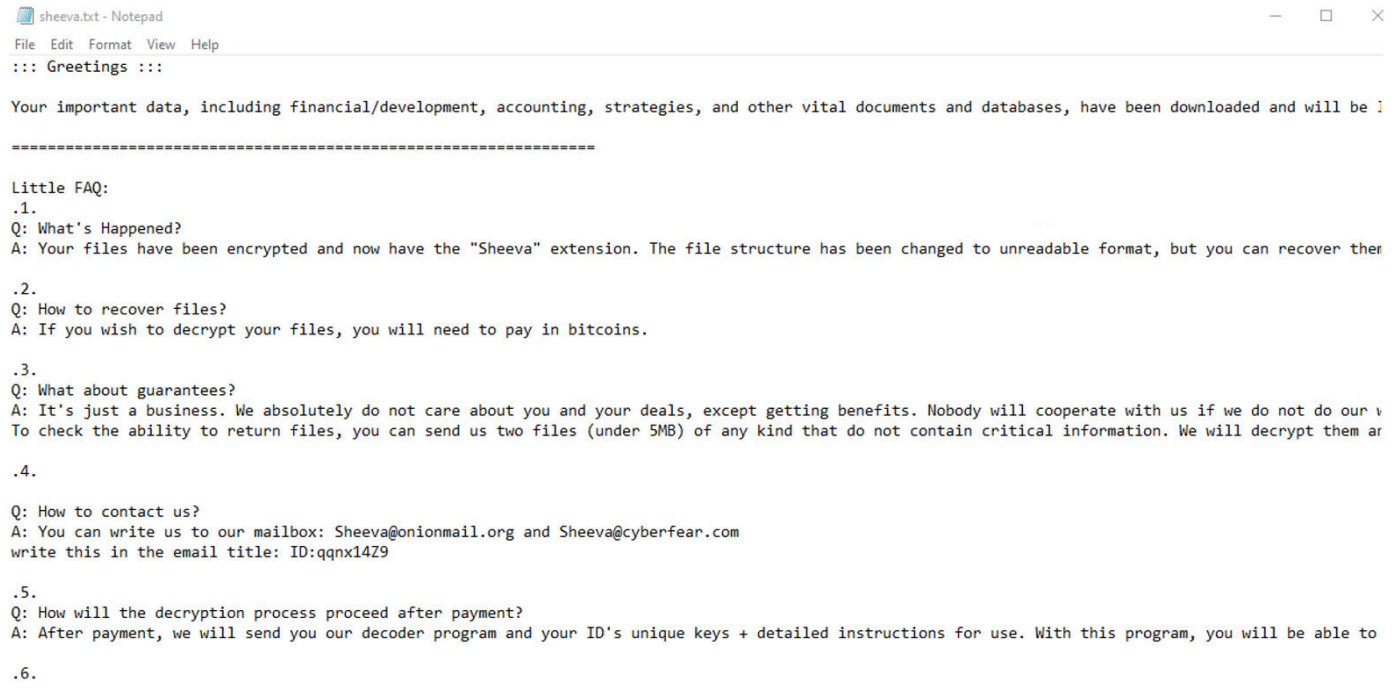 sheeva.txt - Notepad
File Edit Format View Help
::: Greetings :::
Your important data, including financial/development, accounting, strategies, and other vital documents and databases, have been downloaded and will be
=================================================================
Little FAQ:
.1.
Q: What's Happened?
A: Your files have been encrypted and now have the "Sheeva" extension. The file structure has been changed to unreadable format, but you can recover
.2.
Q: How to recover files?
A: If you wish to decrypt your files, you will need to pay in bitcoins.
.3.
Q: What about guarantees?
A: It's just a business. We absolutely do not care about you and your deals, except getting benefits. Nobody will cooperate with us if we do not do our
To check the ability to return files, you can send us two files (under 5MB) of any kind that do not contain critical information. We will decrypt them
.4.
Q: How to contact us?
A: You can write us to our mailbox: Sheeva@onionmail.org and Sheeva@cyberfear.com
write this in the email title: ID:qqnx14Z9
.5.
Q: How will the decryption process proceed after payment?
A: After payment, we will send you our decoder program and your ID's unique keys + detailed instructions for use. With this program, you will be able to
.6.